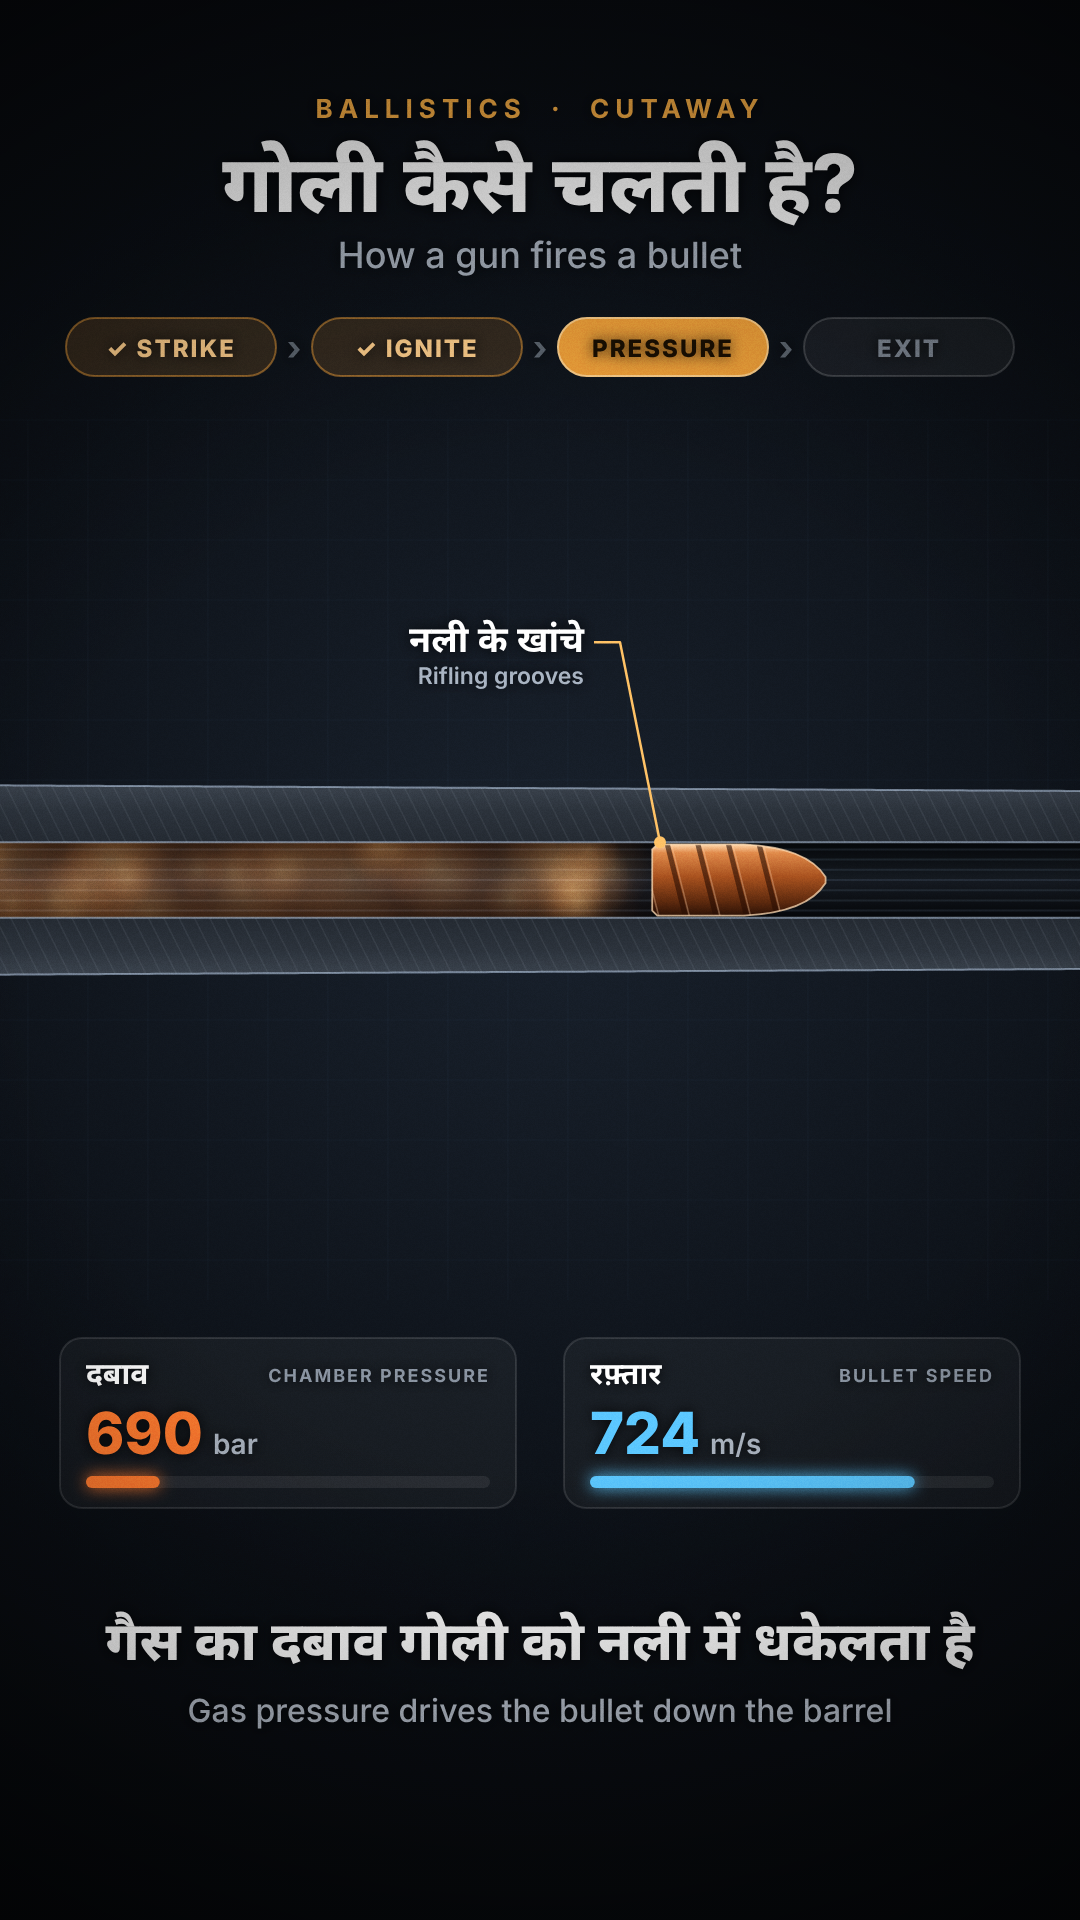 BALLISTICS · CUTAWAY
गोली कैसे चलती है?
How a gun fires a bullet
✓ STRIKE › ✓ IGNITE › PRESSURE › EXIT
नली के खांचे
Rifling grooves
दबाव CHAMBER PRESSURE
690 bar
रफ़्तार BULLET SPEED
724 m/s
गैस का दबाव गोली को नली में धकेलता है
Gas pressure drives the bullet down the barrel